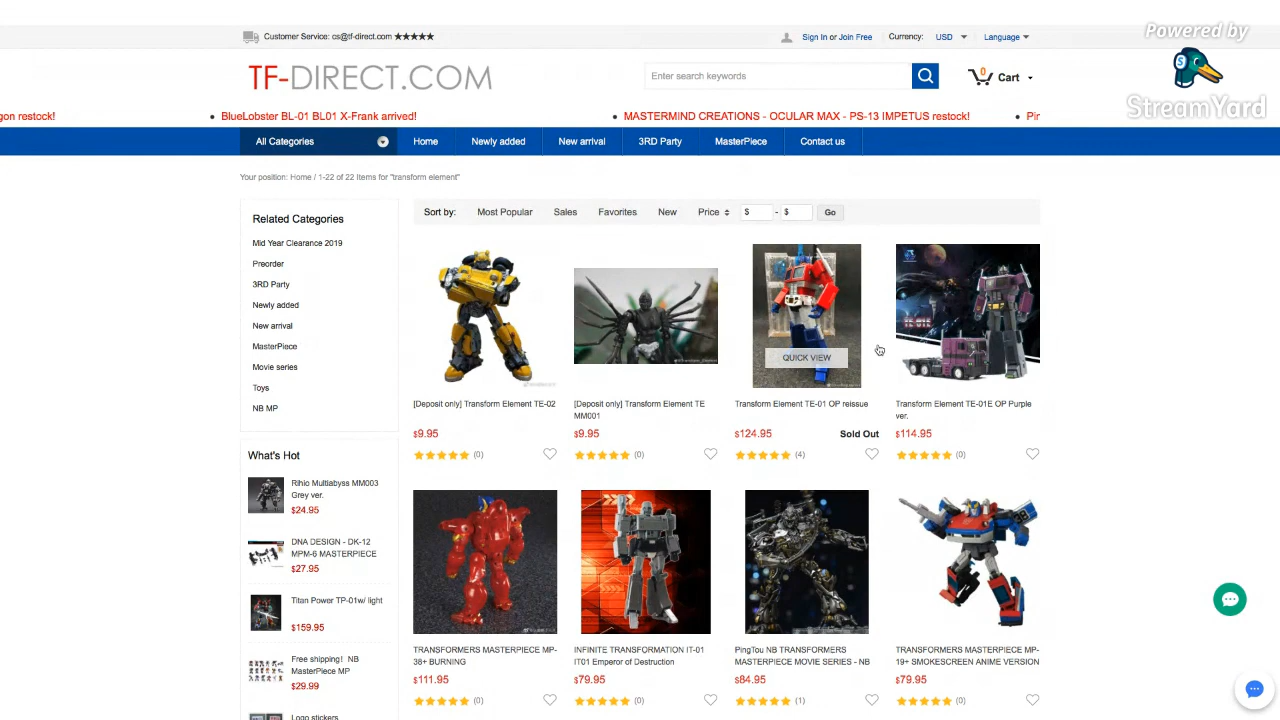 Powered by
StreamYard
Customer Service: cs@tf-direct.com ★★★★★
Sign In or Join Free
Currency: USD
Language
TF-DIRECT.COM
Enter search keywords
0
Cart
gon restock!
• BlueLobster BL-01 BL01 X-Frank arrived!
• MASTERMIND CREATIONS - OCULAR MAX - PS-13 IMPETUS restock!
• Pir
All Categories
Home
Newly added
New arrival
3RD Party
MasterPiece
Contact us
Your position: Home / 1-22 of 22 Items for "transform element"
Related Categories
Mid Year Clearance 2019
Preorder
3RD Party
Newly added
New arrival
MasterPiece
Movie series
Toys
NB MP
What's Hot
Rihio Multiabyss MM003
Grey ver.
$24.95
DNA DESIGN - DK-12
MPM-6 MASTERPIECE
$27.95
Titan Power TP-01w/ light
$159.95
Free shipping！NB
MasterPiece MP
$29.99
Logo stickers
Sort by:
Most Popular
Sales
Favorites
New
Price
$ - $
Go
[Deposit only] Transform Element TE-02
$9.95
(0)
[Deposit only] Transform Element TE
MM001
$9.95
(0)
QUICK VIEW
Transform Element TE-01 OP reissue
$124.95
Sold Out
(4)
TE-01E
Transform Element TE-01E OP Purple
ver.
$114.95
(0)
TRANSFORMERS MASTERPIECE MP-
38+ BURNING
$111.95
(0)
INFINITE TRANSFORMATION IT-01
IT01 Emperor of Destruction
$79.95
(0)
PingTou NB TRANSFORMERS
MASTERPIECE MOVIE SERIES - NB
$84.95
(1)
TRANSFORMERS MASTERPIECE MP-
19+ SMOKESCREEN ANIME VERSION
$79.95
(0)